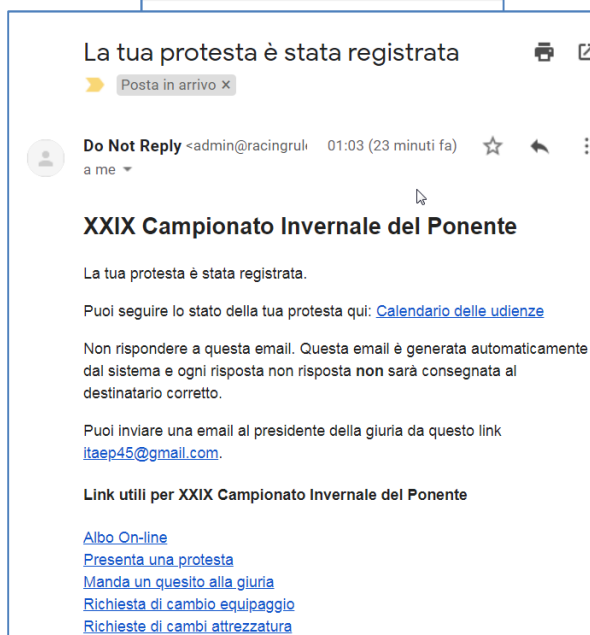 La tua protesta è stata registrata
Posta in arrivo ×
Do Not Reply <admin@racingrul 01:03 (23 minuti fa)
a me
XXIX Campionato Invernale del Ponente
La tua protesta è stata registrata.
Puoi seguire lo stato della tua protesta qui: Calendario delle udienze
Non rispondere a questa email. Questa email è generata automaticamente
dal sistema e ogni risposta non risposta non sarà consegnata al
destinatario corretto.
Puoi inviare una email al presidente della giuria da questo link
itaep45@gmail.com.
Link utili per XXIX Campionato Invernale del Ponente
Albo On-line
Presenta una protesta
Manda un quesito alla giuria
Richiesta di cambio equipaggio
Richieste di cambi attrezzatura